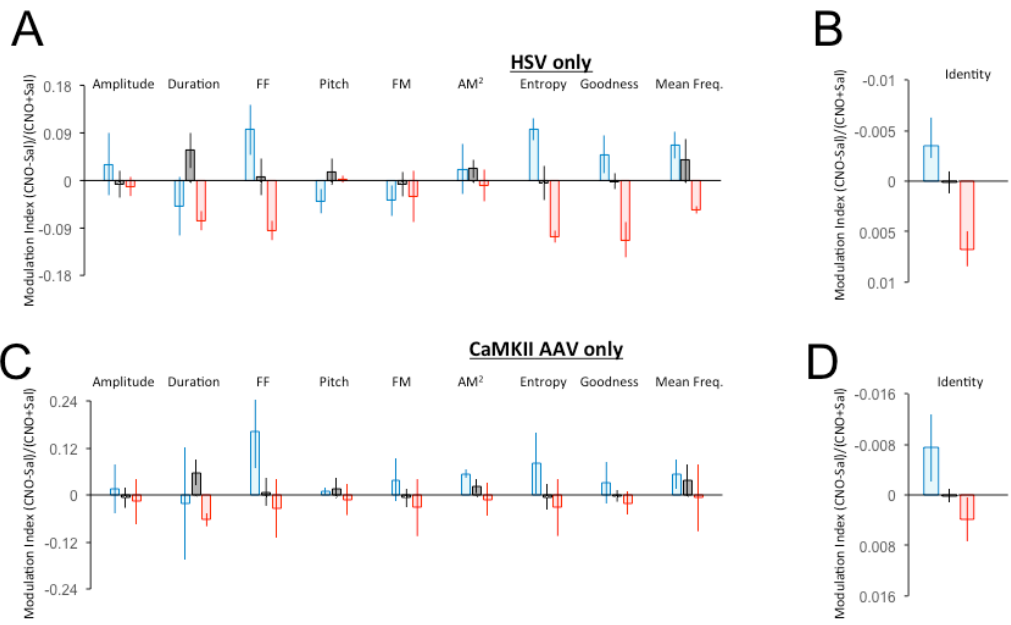 A
B
HSV only
Amplitude Duration FF Pitch FM AM² Entropy Goodness Mean Freq.
Identity
Modulation Index (CNO-Sal)/(CNO+Sal)
0.18
0.09
0
-0.09
-0.18
Modulation Index (CNO-Sal)/(CNO+Sal)
-0.01
-0.005
0
0.005
0.01
C
D
CaMKII AAV only
Amplitude Duration FF Pitch FM AM² Entropy Goodness Mean Freq.
Identity
Modulation Index (CNO-Sal)/(CNO+Sal)
0.24
0.12
0
-0.12
-0.24
Modulation Index (CNO-Sal)/(CNO+Sal)
-0.016
-0.008
0
0.008
0.016